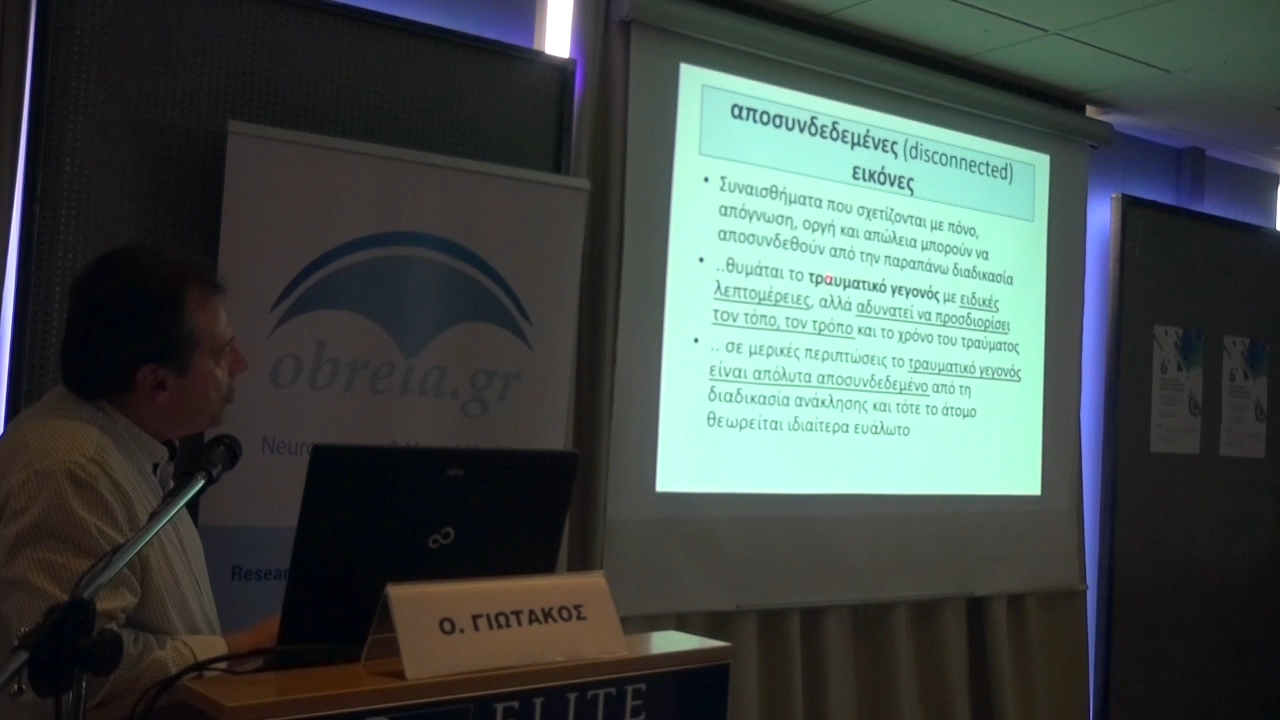 αποσυνδεδεμένες (disconnected)
εικόνες
• Συναισθήματα που σχετίζονται με πόνο,
απόγνωση, οργή και απώλεια μπορούν να
αποσυνδεθούν από την παραπάνω διαδικασία
• ..θυμάται το τραυματικό γεγονός με ειδικές
λεπτομέρειες, αλλά αδυνατεί να προσδιορίσει
τον τόπο, τον τρόπο και το χρόνο του τραύματος
• .. σε μερικές περιπτώσεις το τραυματικό γεγονός
είναι απόλυτα αποσυνδεδεμένο από τη
διαδικασία ανάκλησης και τότε το άτομο
θεωρείται ιδιαίτερα ευάλωτο
obreia.gr
Ο. ΓΙΩΤΑΚΟΣ
ELITE